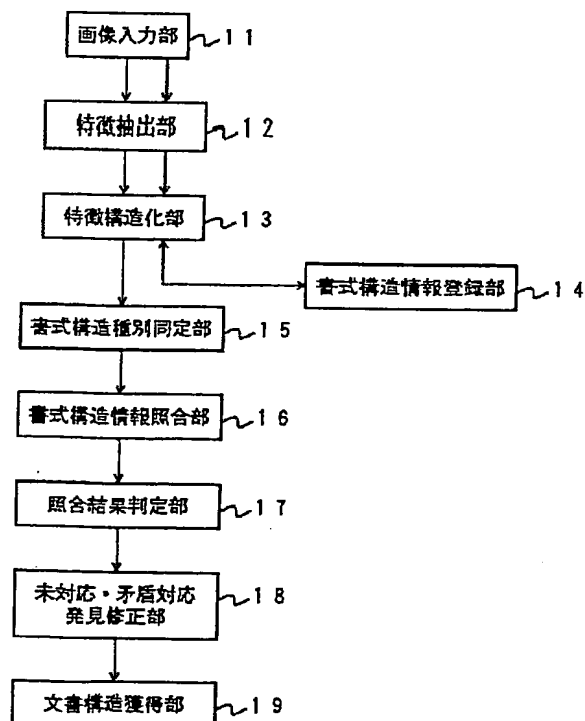 画像入力部 11
特徴抽出部 12
特徴構造化部 13
書式構造情報登録部 14
書式構造種別同定部 15
書式構造情報照合部 16
照合結果判定部 17
未対応・矛盾対応 18
発見修正部
文書構造獲得部 19